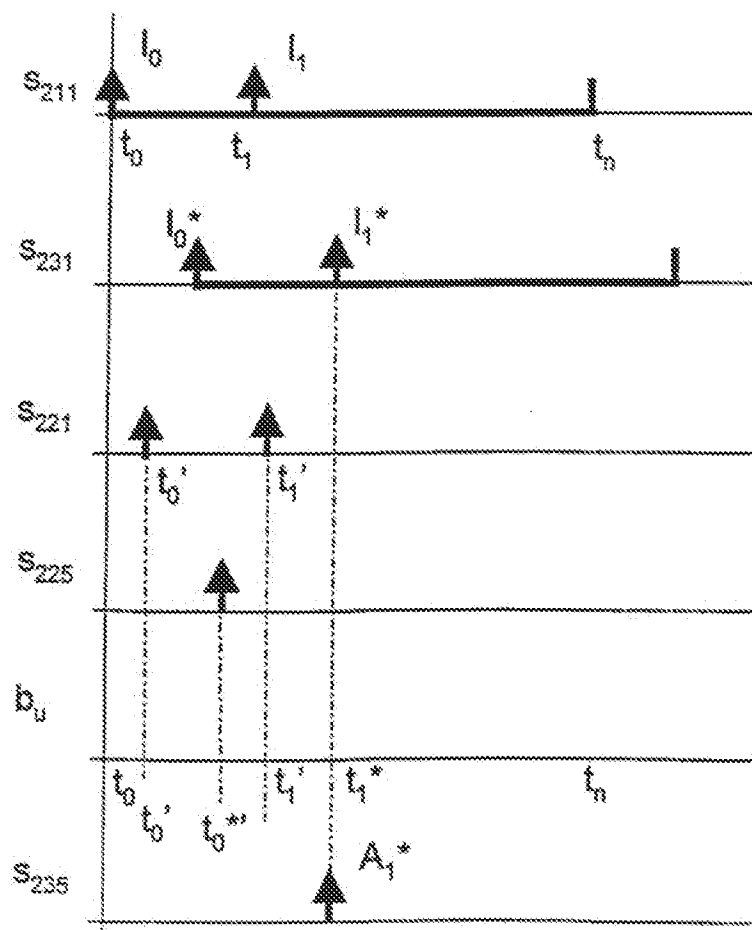 I₀ I₁
s₂₁₁
t₀ t₁ tₙ
I₀* I₁*
s₂₃₁
s₂₂₁
t₀' t₁'
s₂₂₅
bᵤ
t₀ t₁' t₁* tₙ
t₀' t₀*'
A₁*
s₂₃₅